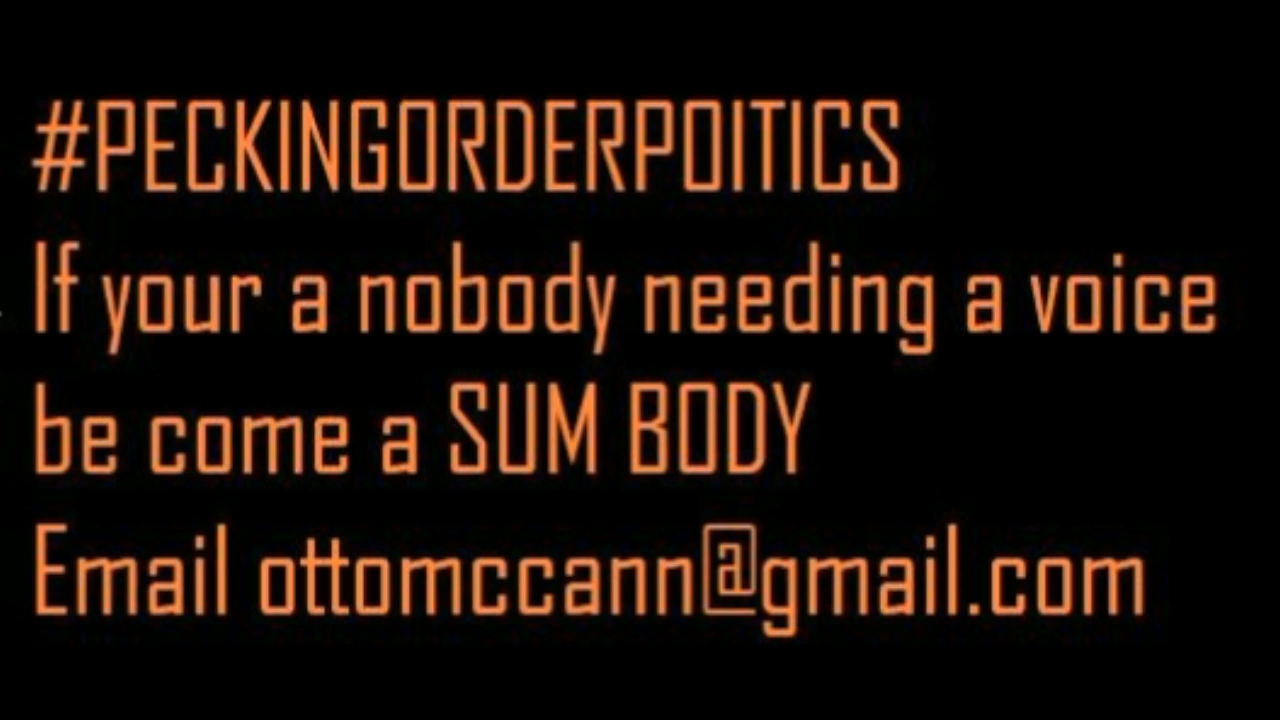 #PECKINGORDERPOITICS
If your a nobody needing a voice
be come a SUM BODY
Email ottomccann@gmail.com